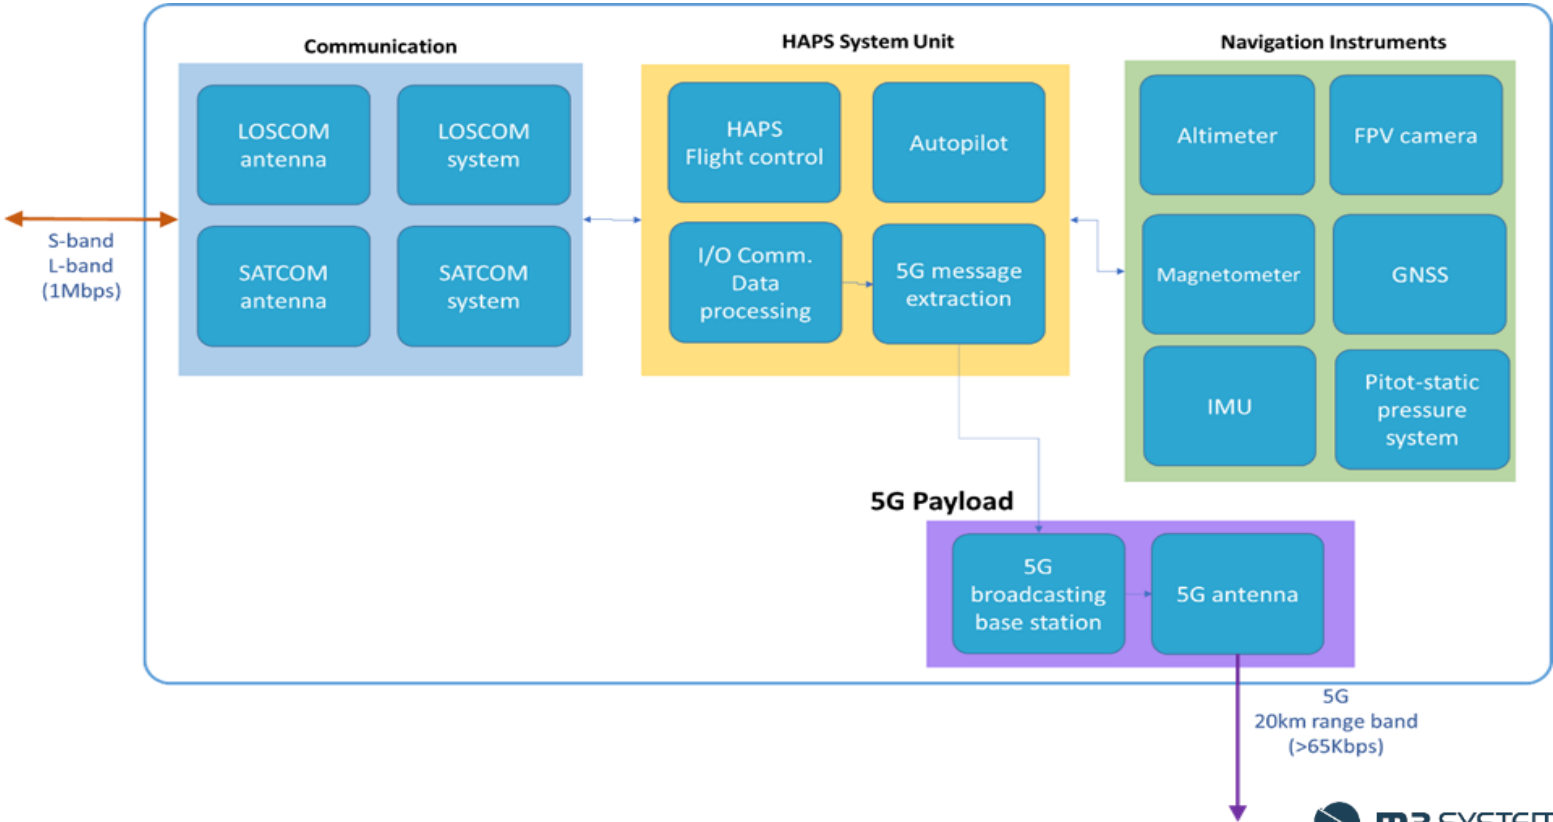 Communication
HAPS System Unit
Navigation Instruments
LOSCOM
antenna
LOSCOM
system
SATCOM
antenna
SATCOM
system
HAPS
Flight control
Autopilot
I/O Comm.
Data
processing
5G message
extraction
Altimeter
FPV camera
Magnetometer
GNSS
IMU
Pitot-static
pressure
system
S-band
L-band
(1Mbps)
5G Payload
5G
broadcasting
base station
5G antenna
5G
20km range band
(>65Kbps)
M3 SYSTEM